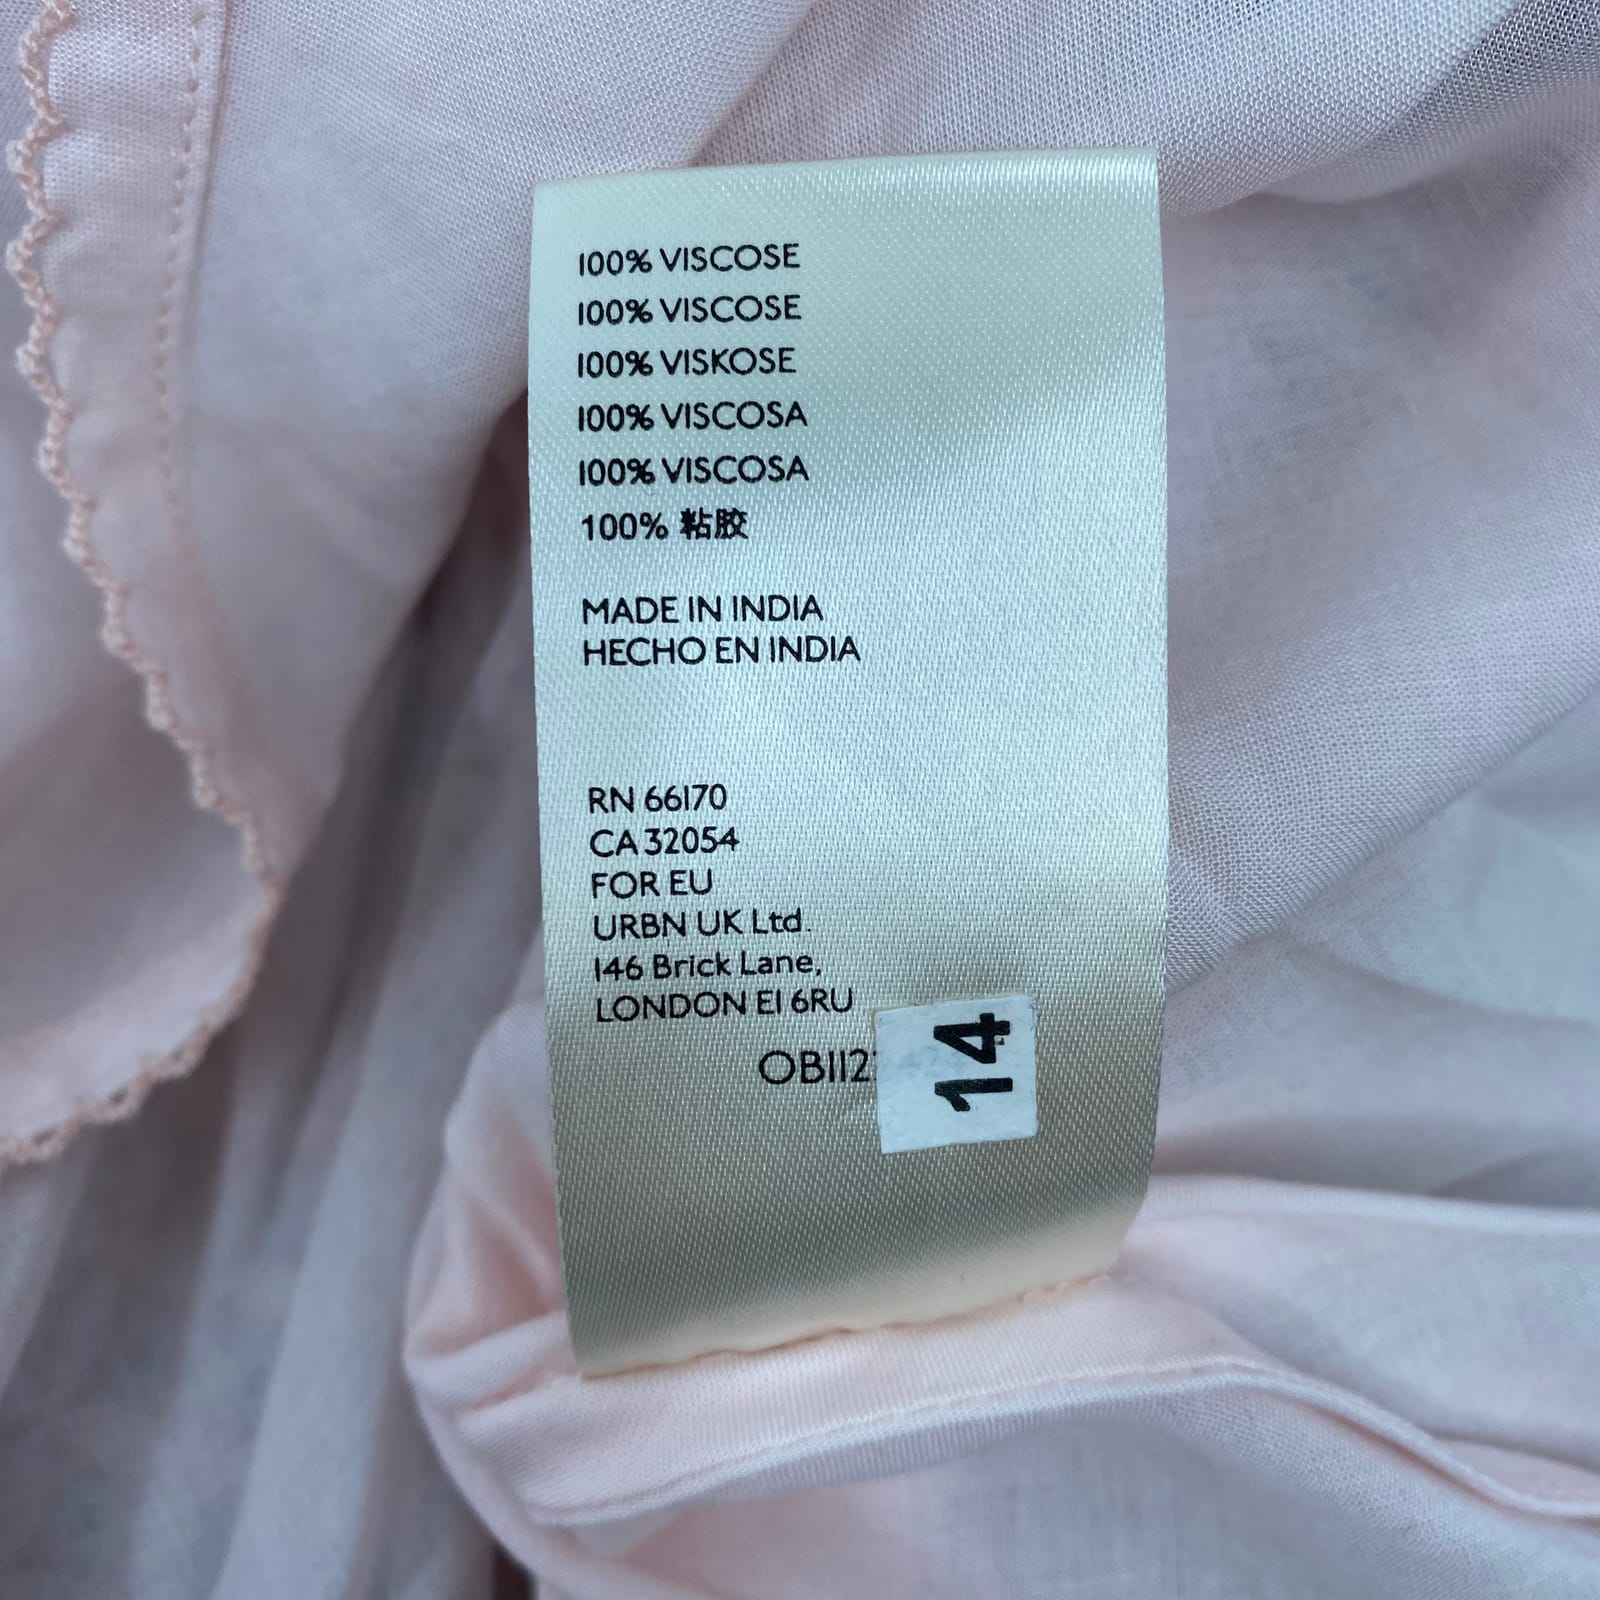 100% VISCOSE
100% VISCOSE
100% VISKOSE
100% VISCOSA
100% VISCOSA
100% 粘胶
MADE IN INDIA
HECHO EN INDIA
RN 66170
CA 32054
FOR EU
URBN UK Ltd.
146 Brick Lane,
LONDON E1 6RU
14